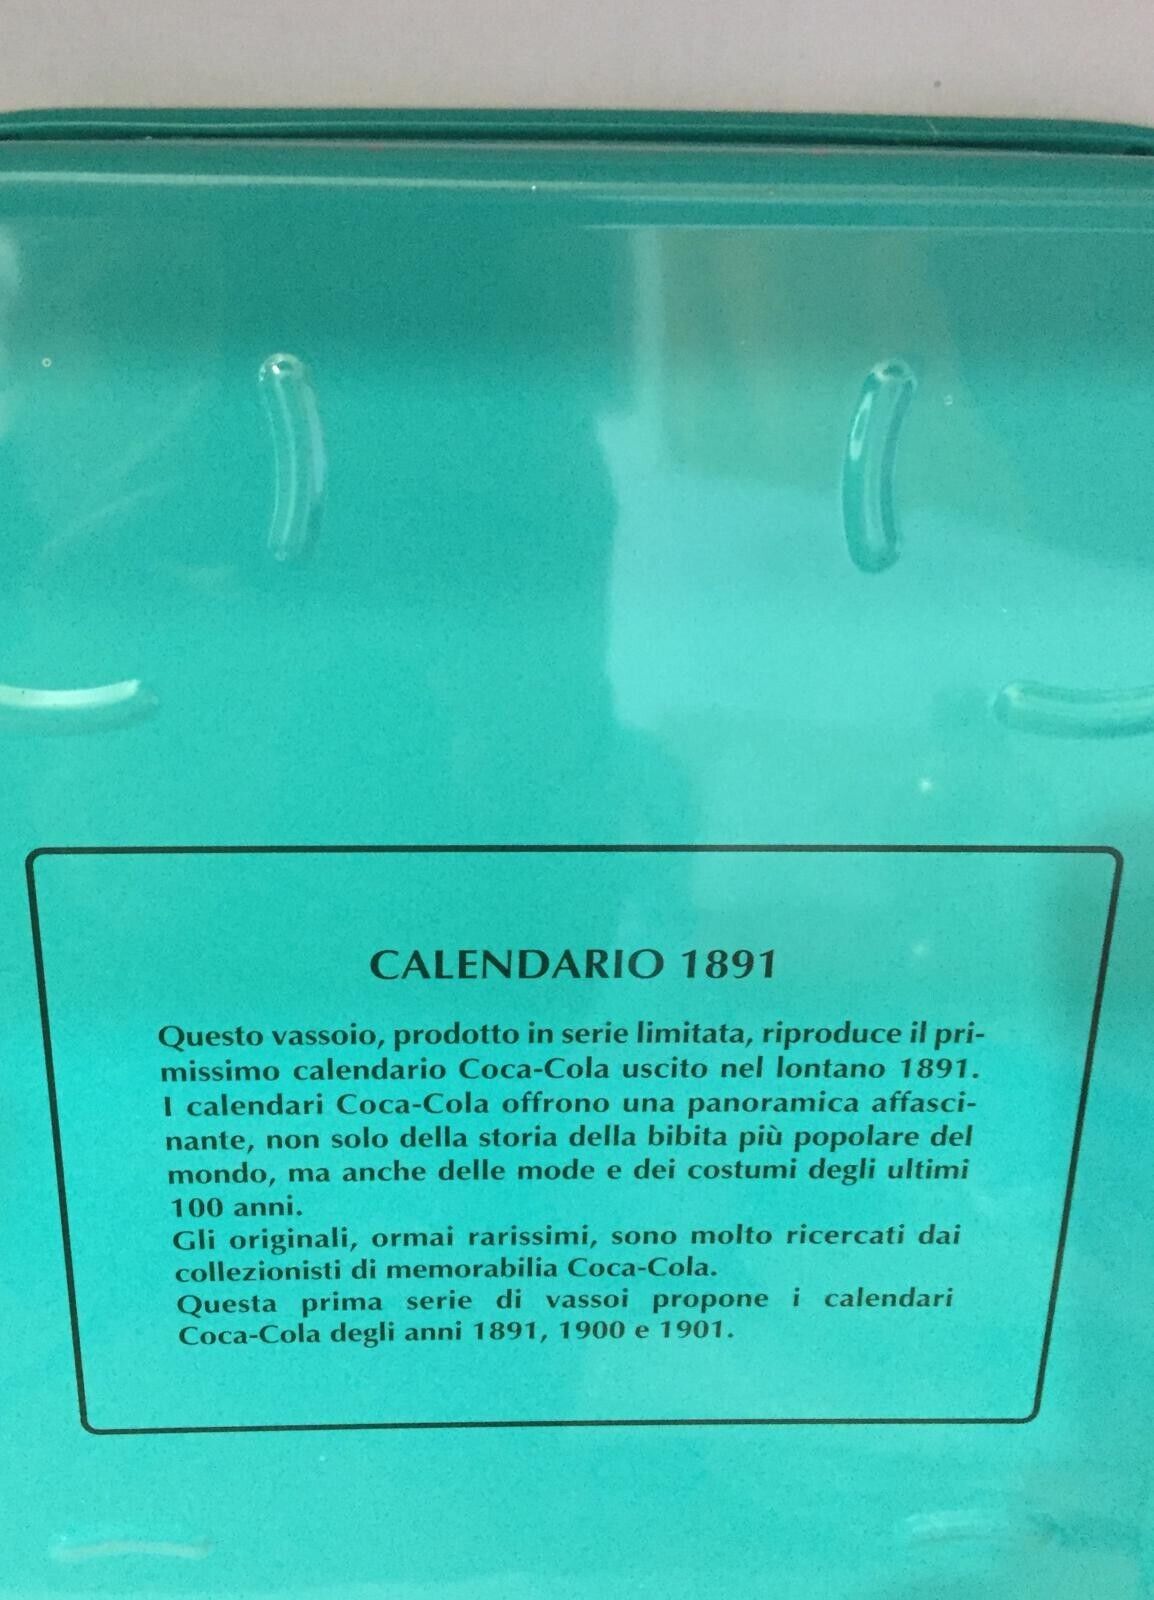 CALENDARIO 1891
Questo vassoio, prodotto in serie limitata, riproduce il pri-
missimo calendario Coca-Cola uscito nel lontano 1891.
I calendari Coca-Cola offrono una panoramica affasci-
nante, non solo della storia della bibita più popolare del
mondo, ma anche delle mode e dei costumi degli ultimi
100 anni.
Gli originali, ormai rarissimi, sono molto ricercati dai
collezionisti di memorabilia Coca-Cola.
Questa prima serie di vassoi propone i calendari
Coca-Cola degli anni 1891, 1900 e 1901.